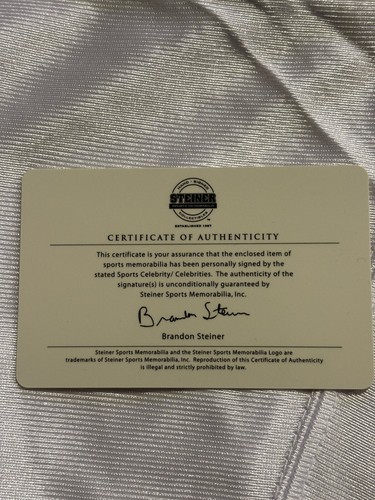 HAND • SIGNED
STEINER
COLLECTIBLES
ESTABLISHED 1987
CERTIFICATE OF AUTHENTICITY
This certificate is your assurance that the enclosed item of
sports memorabilia has been personally signed by the
stated Sports Celebrity/ Celebrities. The authenticity of the
signature(s) is unconditionally guaranteed by
Steiner Sports Memorabilia, Inc.
Brandon Steiner
Brandon Steiner
Steiner Sports Memorabilia and the Steiner Sports Memorabilia Logo are
trademarks of Steiner Sports Memorabilia, Inc. Reproduction of this Certificate of Authenticity
is illegal and strictly prohibited by law.